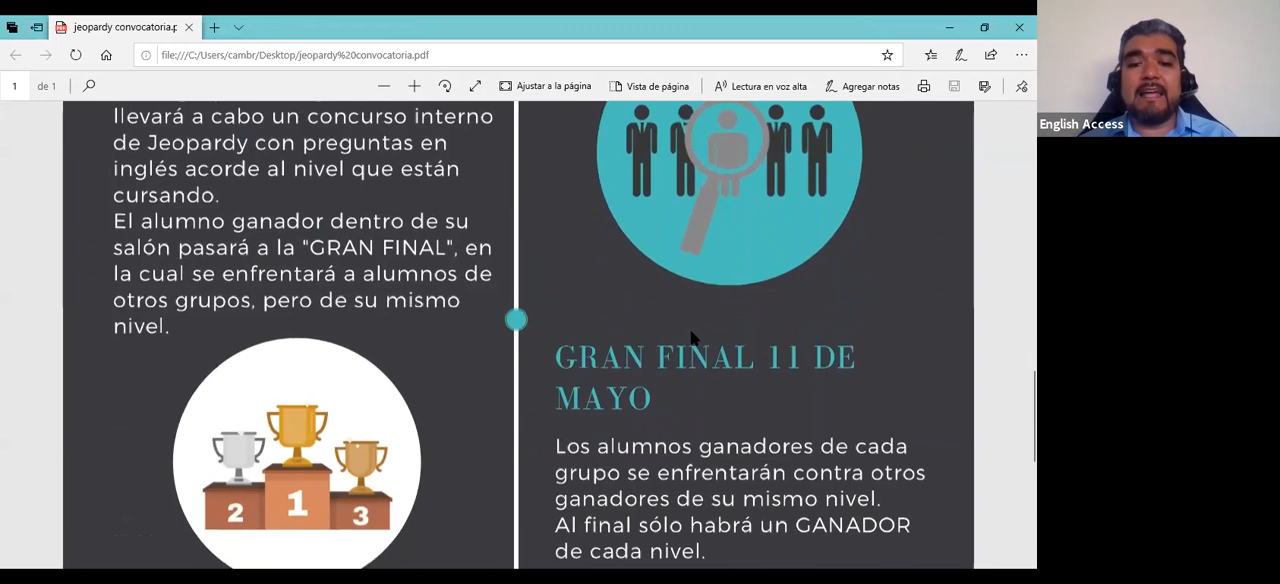 jeopardy convocatoria.p
file:///C:/Users/cambr/Desktop/jeopardy%20convocatoria.pdf
1 de 1
Ajustar a la página
Vista de página
Lectura en voz alta
Agregar notas
English Access
llevará a cabo un concurso interno
de Jeopardy con preguntas en
inglés acorde al nivel que están
cursando.
El alumno ganador dentro de su
salón pasará a la "GRAN FINAL", en
la cual se enfrentará a alumnos de
otros grupos, pero de su mismo
nivel.
2 1 3
GRAN FINAL 11 DE
MAYO
Los alumnos ganadores de cada
grupo se enfrentarán contra otros
ganadores de su mismo nivel.
Al final sólo habrá un GANADOR
de cada nivel.